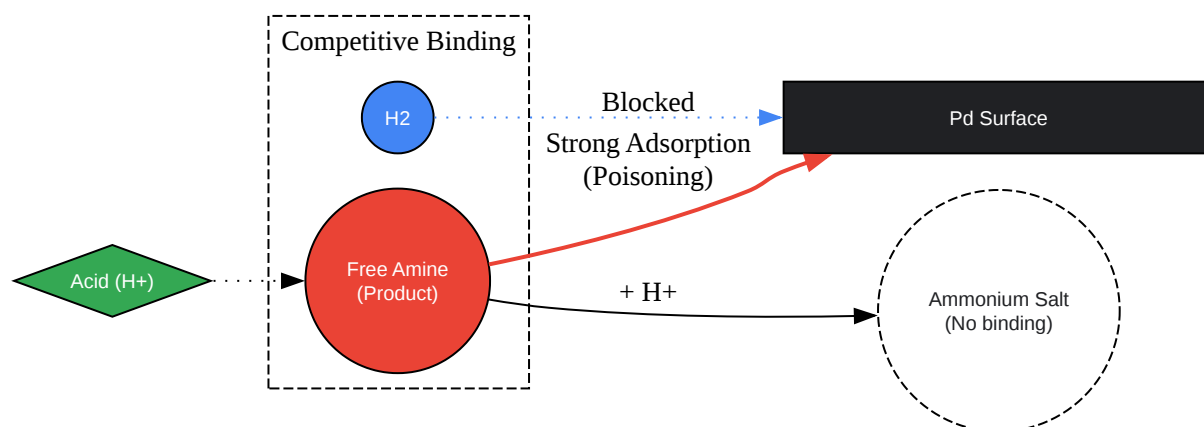 Competitive Binding
H2
Blocked
Pd Surface
Strong Adsorption
(Poisoning)
Acid (H+)
Free Amine
(Product)
+ H+
Ammonium Salt
(No binding)